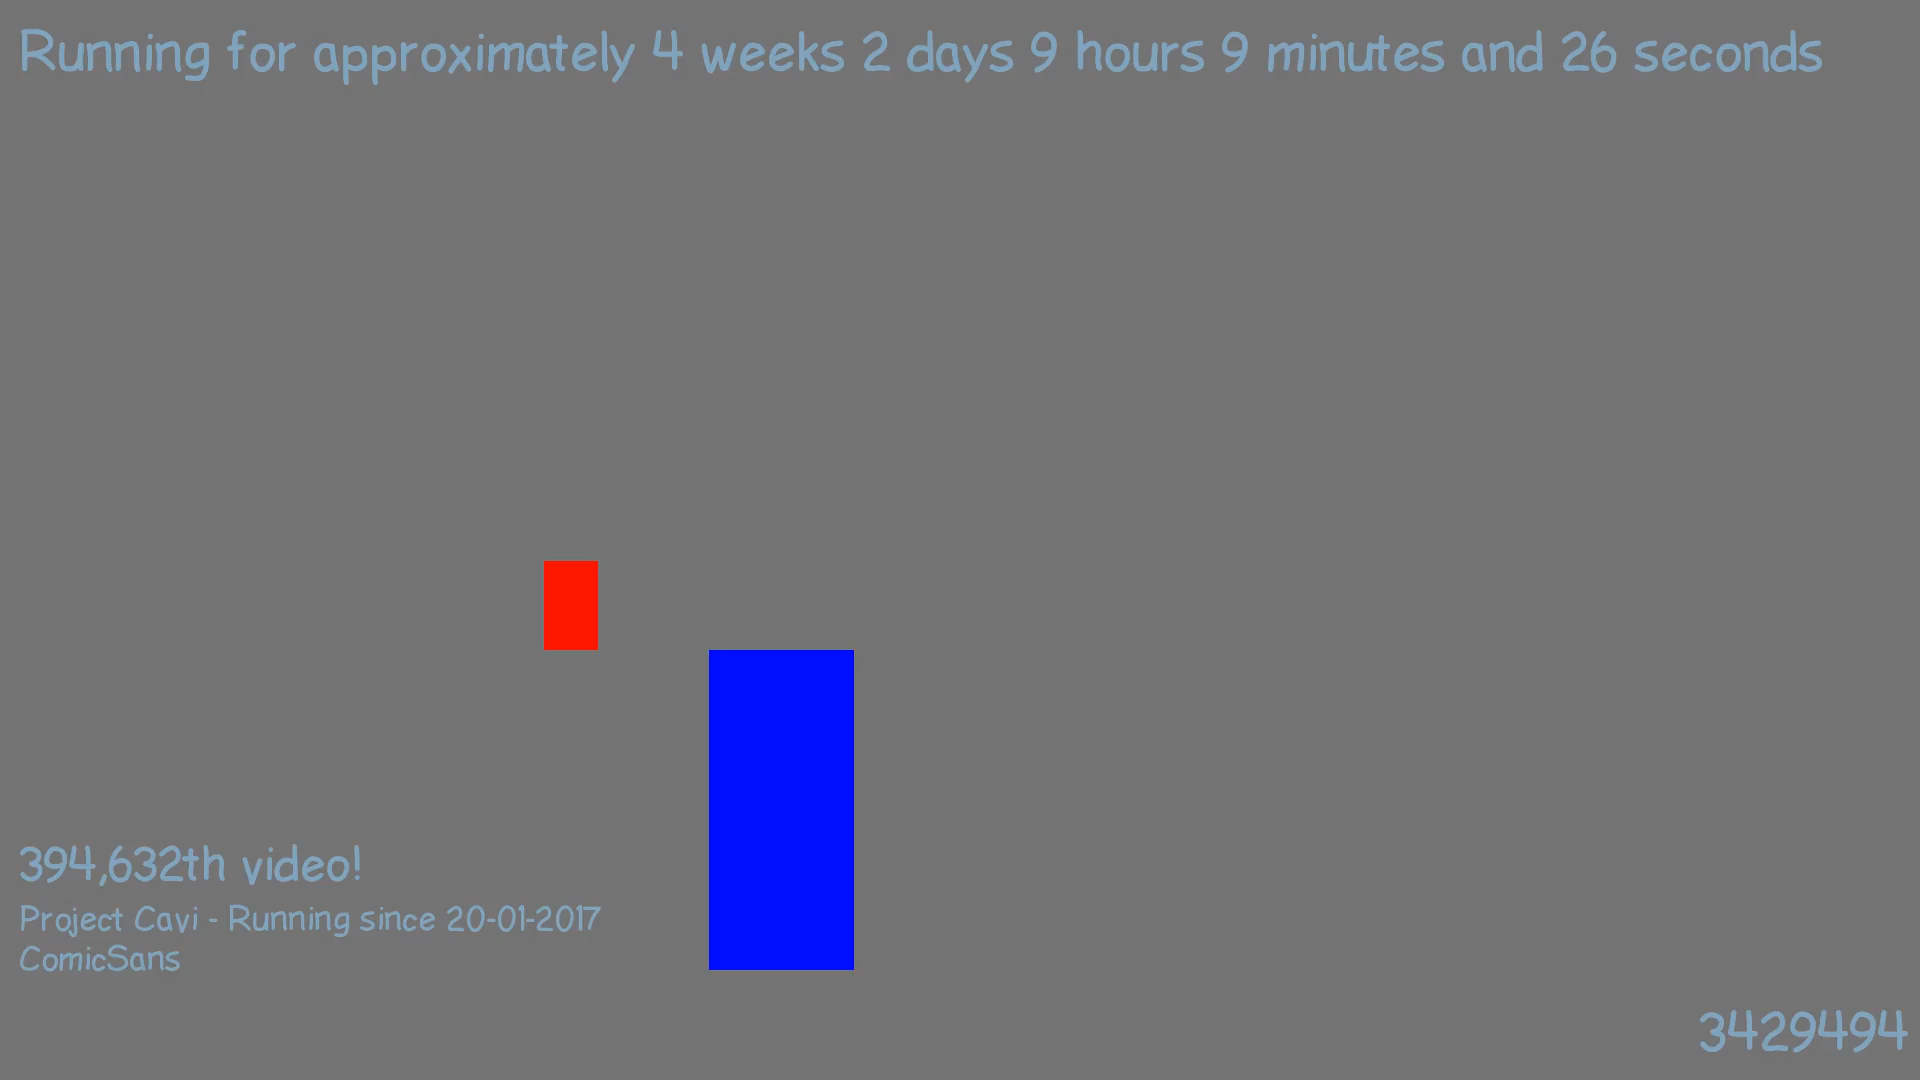 Running for approximately 4 weeks 2 days 9 hours 9 minutes and 26 seconds
394,632th video!
Project Cavi - Running since 20-01-2017
ComicSans
3429494